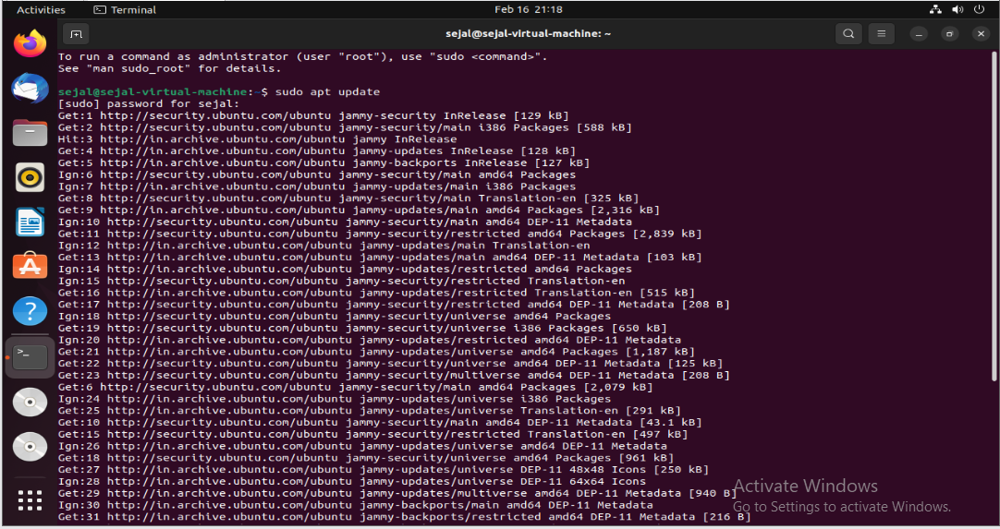 Activities Terminal Feb 16 21:18
sejal@sejal-virtual-machine: ~
To run a command as administrator (user "root"), use "sudo <command>".
See "man sudo_root" for details.
sejal@sejal-virtual-machine:~$ sudo apt update
[sudo] password for sejal:
Get:1 http://security.ubuntu.com/ubuntu jammy-security InRelease [129 kB]
Get:2 http://security.ubuntu.com/ubuntu jammy-security/main i386 Packages [588 kB]
Hit:3 http://in.archive.ubuntu.com/ubuntu jammy InRelease
Get:4 http://in.archive.ubuntu.com/ubuntu jammy-updates InRelease [128 kB]
Get:5 http://in.archive.ubuntu.com/ubuntu jammy-backports InRelease [127 kB]
Ign:6 http://security.ubuntu.com/ubuntu jammy-security/main amd64 Packages
Ign:7 http://in.archive.ubuntu.com/ubuntu jammy-updates/main i386 Packages
Get:8 http://security.ubuntu.com/ubuntu jammy-security/main Translation-en [325 kB]
Get:9 http://in.archive.ubuntu.com/ubuntu jammy-updates/main amd64 Packages [2,316 kB]
Ign:10 http://security.ubuntu.com/ubuntu jammy-security/main amd64 DEP-11 Metadata
Get:11 http://security.ubuntu.com/ubuntu jammy-security/restricted amd64 Packages [2,839 kB]
Ign:12 http://in.archive.ubuntu.com/ubuntu jammy-updates/main Translation-en
Get:13 http://in.archive.ubuntu.com/ubuntu jammy-updates/main amd64 DEP-11 Metadata [103 kB]
Ign:14 http://in.archive.ubuntu.com/ubuntu jammy-updates/restricted amd64 Packages
Ign:15 http://security.ubuntu.com/ubuntu jammy-security/restricted Translation-en
Get:16 http://in.archive.ubuntu.com/ubuntu jammy-updates/restricted Translation-en [515 kB]
Get:17 http://security.ubuntu.com/ubuntu jammy-security/restricted amd64 DEP-11 Metadata [208 B]
Ign:18 http://security.ubuntu.com/ubuntu jammy-security/universe amd64 Packages
Get:19 http://security.ubuntu.com/ubuntu jammy-security/universe i386 Packages [650 kB]
Ign:20 http://in.archive.ubuntu.com/ubuntu jammy-updates/restricted amd64 DEP-11 Metadata
Get:21 http://in.archive.ubuntu.com/ubuntu jammy-updates/universe amd64 Packages [1,187 kB]
Get:22 http://security.ubuntu.com/ubuntu jammy-security/universe amd64 DEP-11 Metadata [125 kB]
Get:23 http://security.ubuntu.com/ubuntu jammy-security/multiverse amd64 DEP-11 Metadata [208 B]
Get:6 http://security.ubuntu.com/ubuntu jammy-security/main amd64 Packages [2,079 kB]
Ign:24 http://in.archive.ubuntu.com/ubuntu jammy-updates/universe i386 Packages
Get:25 http://in.archive.ubuntu.com/ubuntu jammy-updates/universe Translation-en [291 kB]
Get:10 http://security.ubuntu.com/ubuntu jammy-security/main amd64 DEP-11 Metadata [43.1 kB]
Get:15 http://security.ubuntu.com/ubuntu jammy-security/restricted Translation-en [497 kB]
Ign:26 http://in.archive.ubuntu.com/ubuntu jammy-updates/universe amd64 DEP-11 Metadata
Get:18 http://security.ubuntu.com/ubuntu jammy-security/universe amd64 Packages [961 kB]
Get:27 http://in.archive.ubuntu.com/ubuntu jammy-updates/universe DEP-11 48x48 Icons [250 kB]
Ign:28 http://in.archive.ubuntu.com/ubuntu jammy-updates/universe DEP-11 64x64 Icons
Get:29 http://in.archive.ubuntu.com/ubuntu jammy-updates/multiverse amd64 DEP-11 Metadata [940 B]
Ign:30 http://in.archive.ubuntu.com/ubuntu jammy-backports/main amd64 DEP-11 Metadata
Get:31 http://in.archive.ubuntu.com/ubuntu jammy-backports/restricted amd64 DEP-11 Metadata [216 B]
Activate Windows
Go to Settings to activate Windows.